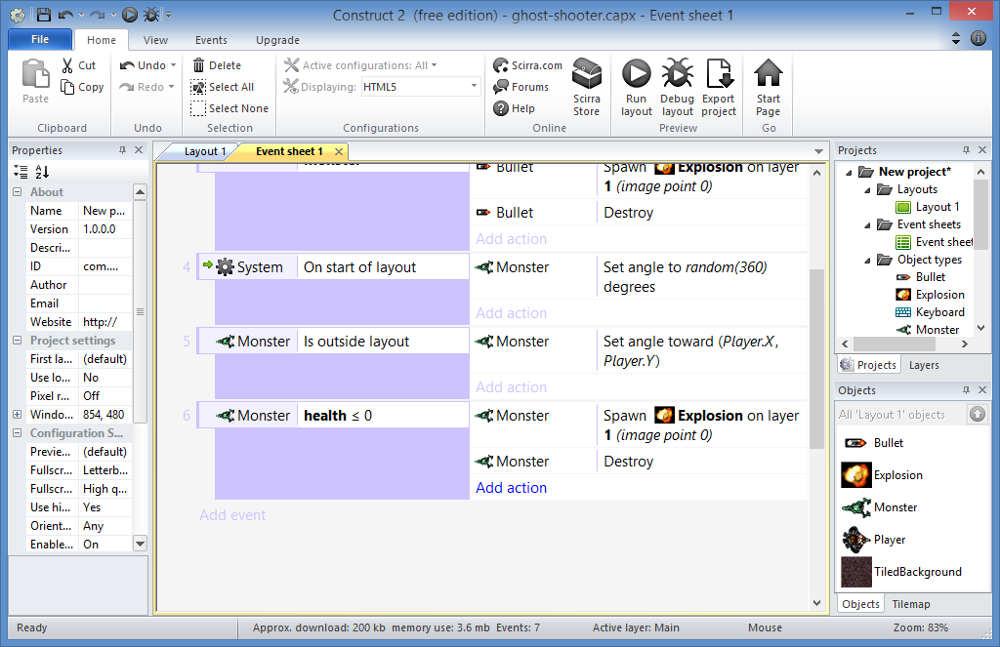 Construct 2 (free edition) - ghost-shooter.capx - Event sheet 1
File
Home
View
Events
Upgrade
Paste
Cut
Copy
Clipboard
Undo
Redo
Undo
Delete
Select All
Select None
Selection
Active configurations: All
Displaying: HTML5
Configurations
Scirra.com
Forums
Help
Scirra
Store
Online
Run
layout
Debug
layout
Export
project
Preview
Start
Page
Go
Properties
About
Name New p...
Version 1.0.0.0
Descri...
ID com....
Author
Email
Website http://
Project settings
First la... (default)
Use lo... No
Pixel r... Off
Windo... 854, 480
Configuration S...
Previe... (default)
Fullscr... Letterb...
Fullscr... High q...
Use hi... Yes
Orient... Any
Enable... On
Layout 1
Event sheet 1
monster
Bullet Spawn Explosion on layer
1 (image point 0)
Bullet Destroy
Add action
4 System On start of layout Monster Set angle to random(360)
degrees
Add action
5 Monster Is outside layout Monster Set angle toward (Player.X,
Player.Y)
Add action
6 Monster health ≤ 0 Monster Spawn Explosion on layer
1 (image point 0)
Monster Destroy
Add action
Add event
Projects
New project*
Layouts
Layout 1
Event sheets
Event sheet
Object types
Bullet
Explosion
Keyboard
Monster
Projects Layers
Objects
All 'Layout 1' objects
Bullet
Explosion
Monster
Player
TiledBackground
Objects Tilemap
Ready Approx. download: 200 kb memory use: 3.6 mb Events: 7 Active layer: Main Mouse Zoom: 83%